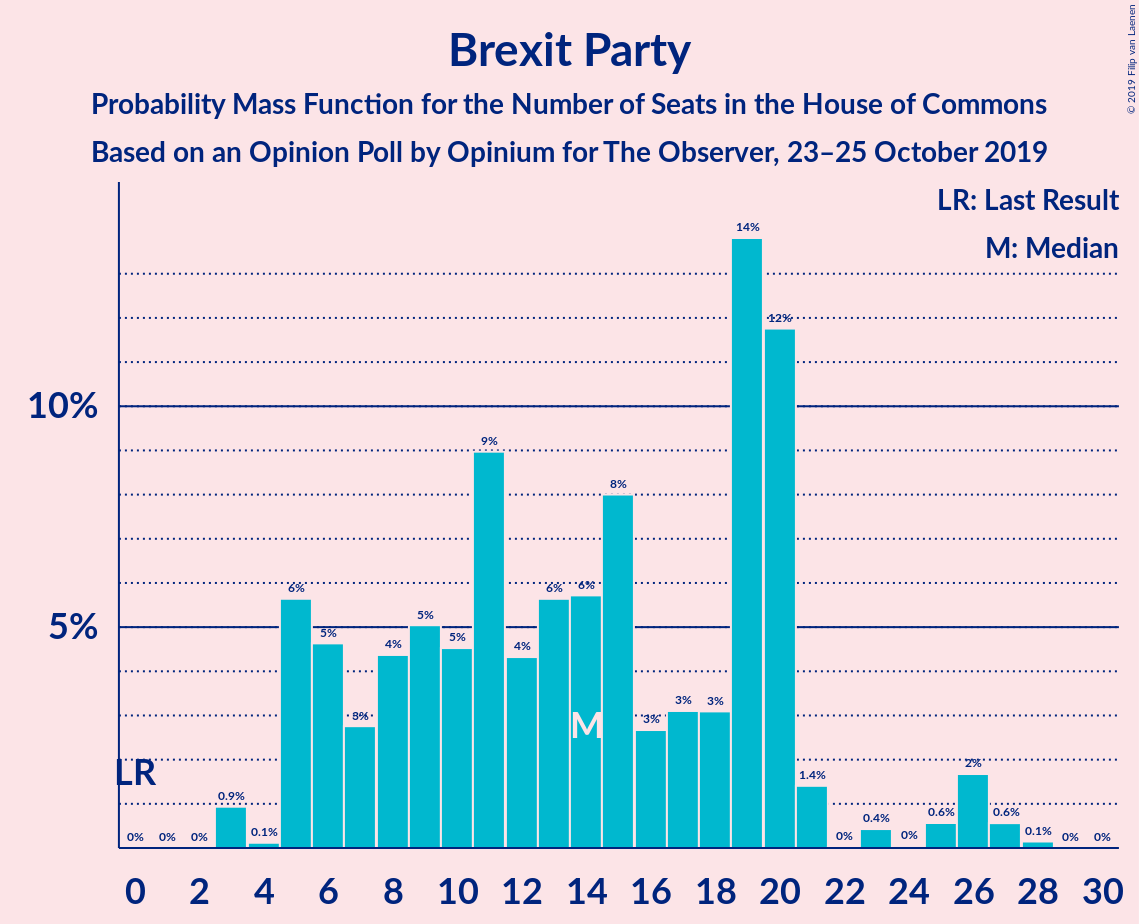 Brexit Party
Probability Mass Function for the Number of Seats in the House of Commons
Based on an Opinion Poll by Opinium for The Observer, 23–25 October 2019
© 2019 Filip van Laenen
LR: Last Result
M: Median
10%
5%
LR
M
0% 0% 0% 0.9% 0.1% 6% 5% 3% 4% 5% 5% 9% 4% 6% 6% 8% 3% 3% 3% 14% 12% 1.4% 0% 0.4% 0% 0.6% 2% 0.6% 0.1% 0% 0%
0 2 4 6 8 10 12 14 16 18 20 22 24 26 28 30